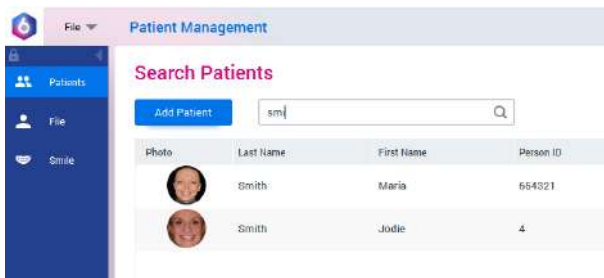 File Patient Management
Search Patients
Patients
Add Patient smi
File
Photo Last Name First Name Person ID
Smile
Smith Maria 664321
Smith Jodie 4